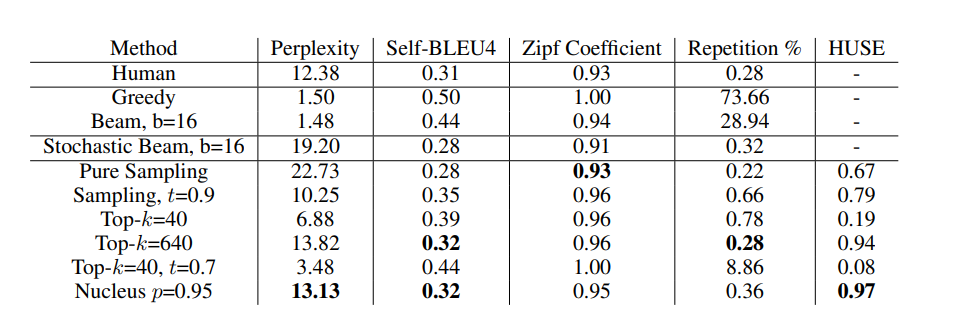 Method Perplexity Self-BLEU4 Zipf Coefficient Repetition % HUSE
Human 12.38 0.31 0.93 0.28 -
Greedy 1.50 0.50 1.00 73.66 -
Beam, b=16 1.48 0.44 0.94 28.94 -
Stochastic Beam, b=16 19.20 0.28 0.91 0.32 -
Pure Sampling 22.73 0.28 0.93 0.22 0.67
Sampling, t=0.9 10.25 0.35 0.96 0.66 0.79
Top-k=40 6.88 0.39 0.96 0.78 0.19
Top-k=640 13.82 0.32 0.96 0.28 0.94
Top-k=40, t=0.7 3.48 0.44 1.00 8.86 0.08
Nucleus p=0.95 13.13 0.32 0.95 0.36 0.97